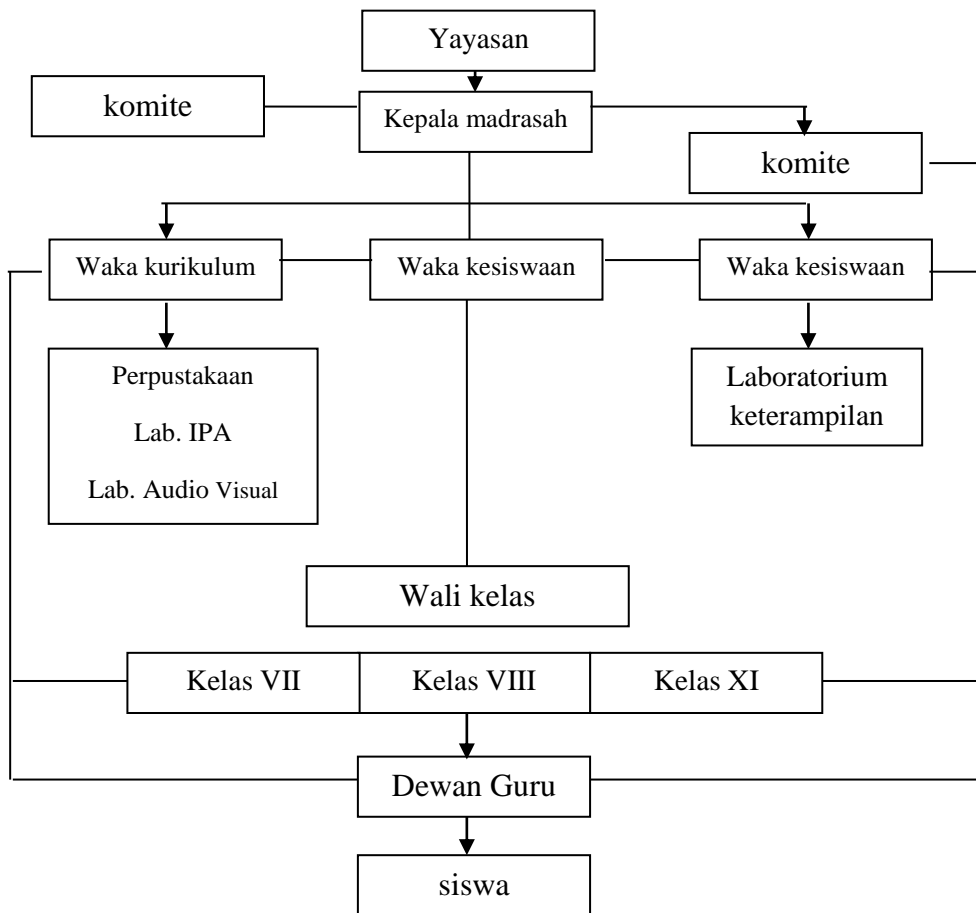 Yayasan
komite
Kepala madrasah
komite
Waka kurikulum
Waka kesiswaan
Waka kesiswaan
Perpustakaan
Lab. IPA
Lab. Audio Visual
Laboratorium
keterampilan
Wali kelas
Kelas VII
Kelas VIII
Kelas XI
Dewan Guru
siswa